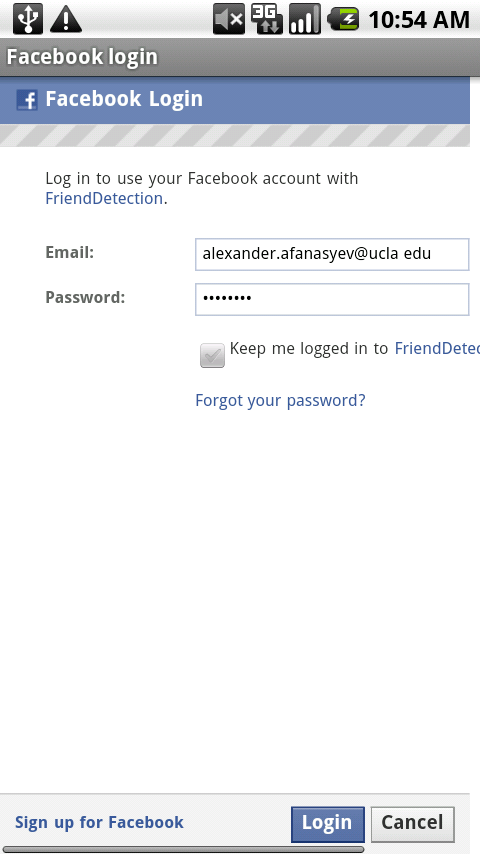 3G 10:54 AM
Facebook login
f Facebook Login
Log in to use your Facebook account with
FriendDetection.
Email: alexander.afanasyev@ucla edu
Password: ••••••••
Keep me logged in to FriendDetec
Forgot your password?
Sign up for Facebook Login Cancel